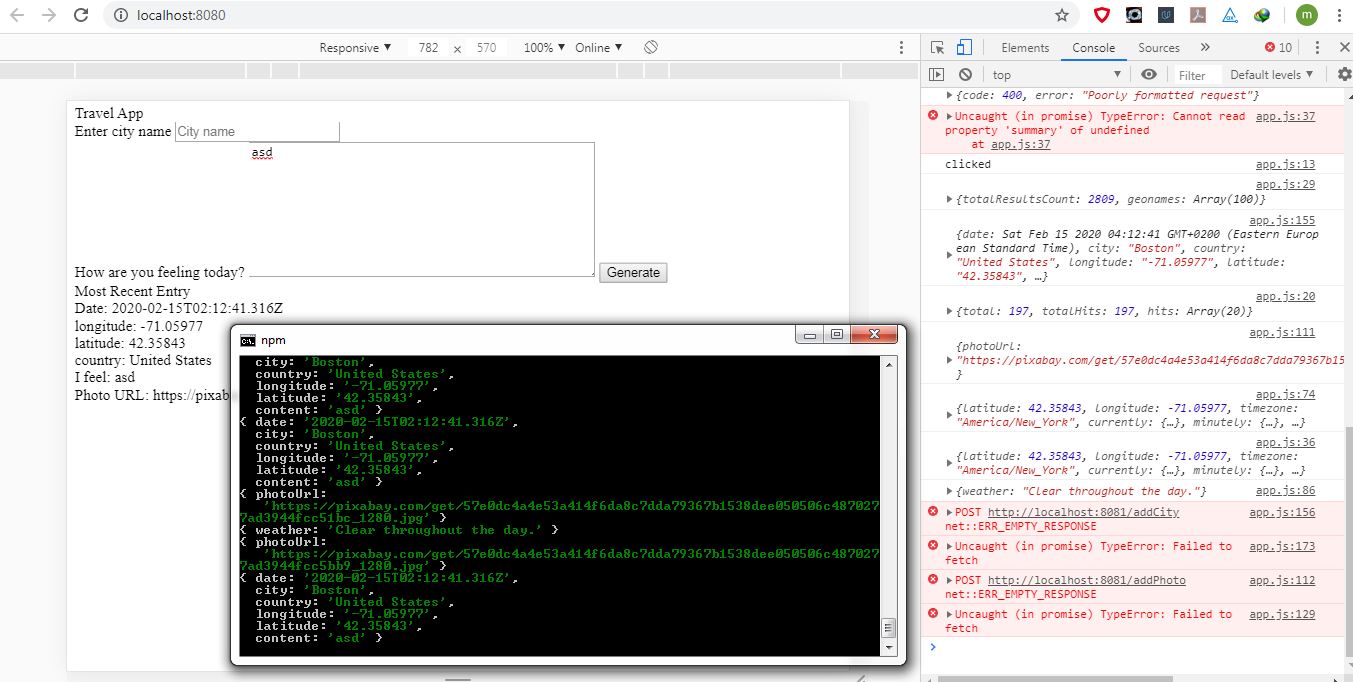 localhost:8080
m
Responsive ▼ 782 × 570 100% ▼ Online ▼
Elements Console Sources » 10
top ▼ Filter Default levels ▼
Travel App
Enter city name City name
asd
How are you feeling today? Generate
Most Recent Entry
Date: 2020-02-15T02:12:41.316Z
longitude: -71.05977
latitude: 42.35843
country: United States
I feel: asd
Photo URL: https://pixab
npm
city: 'Boston',
country: 'United States',
longitude: '-71.05977',
latitude: '42.35843',
content: 'asd' }
{ date: '2020-02-15T02:12:41.316Z',
city: 'Boston',
country: 'United States',
longitude: '-71.05977',
latitude: '42.35843',
content: 'asd' }
{ photoUrl:
'https://pixabay.com/get/57e0dc4a4e53a414f6da8c7dda79367b1538dee050506c487027
7ad3944fcc51bc_1280.jpg' }
{ weather: 'Clear throughout the day.' }
{ photoUrl:
'https://pixabay.com/get/57e0dc4a4e53a414f6da8c7dda79367b1538dee050506c487027
7ad3944fcc5bb9_1280.jpg' }
{ date: '2020-02-15T02:12:41.316Z',
city: 'Boston',
country: 'United States',
longitude: '-71.05977',
latitude: '42.35843',
content: 'asd' }
{code: 400, error: "Poorly formatted request"}
Uncaught (in promise) TypeError: Cannot read app.js:37
property 'summary' of undefined
at app.js:37
clicked app.js:13
app.js:29
{totalResultsCount: 2809, geonames: Array(100)}
app.js:155
{date: Sat Feb 15 2020 04:12:41 GMT+0200 (Eastern Europ
ean Standard Time), city: "Boston", country:
"United States", longitude: "-71.05977", latitude:
"42.35843", …}
app.js:20
{total: 197, totalHits: 197, hits: Array(20)}
app.js:111
{photoUrl:
"https://pixabay.com/get/57e0dc4a4e53a414f6da8c7dda79367b15
}
app.js:74
{latitude: 42.35843, longitude: -71.05977, timezone:
"America/New_York", currently: {…}, minutely: {…}, …}
app.js:36
{latitude: 42.35843, longitude: -71.05977, timezone:
"America/New_York", currently: {…}, minutely: {…}, …}
{weather: "Clear throughout the day."} app.js:86
POST http://localhost:8081/addCity app.js:156
net::ERR_EMPTY_RESPONSE
Uncaught (in promise) TypeError: Failed to app.js:173
fetch
POST http://localhost:8081/addPhoto app.js:112
net::ERR_EMPTY_RESPONSE
Uncaught (in promise) TypeError: Failed to app.js:129
fetch